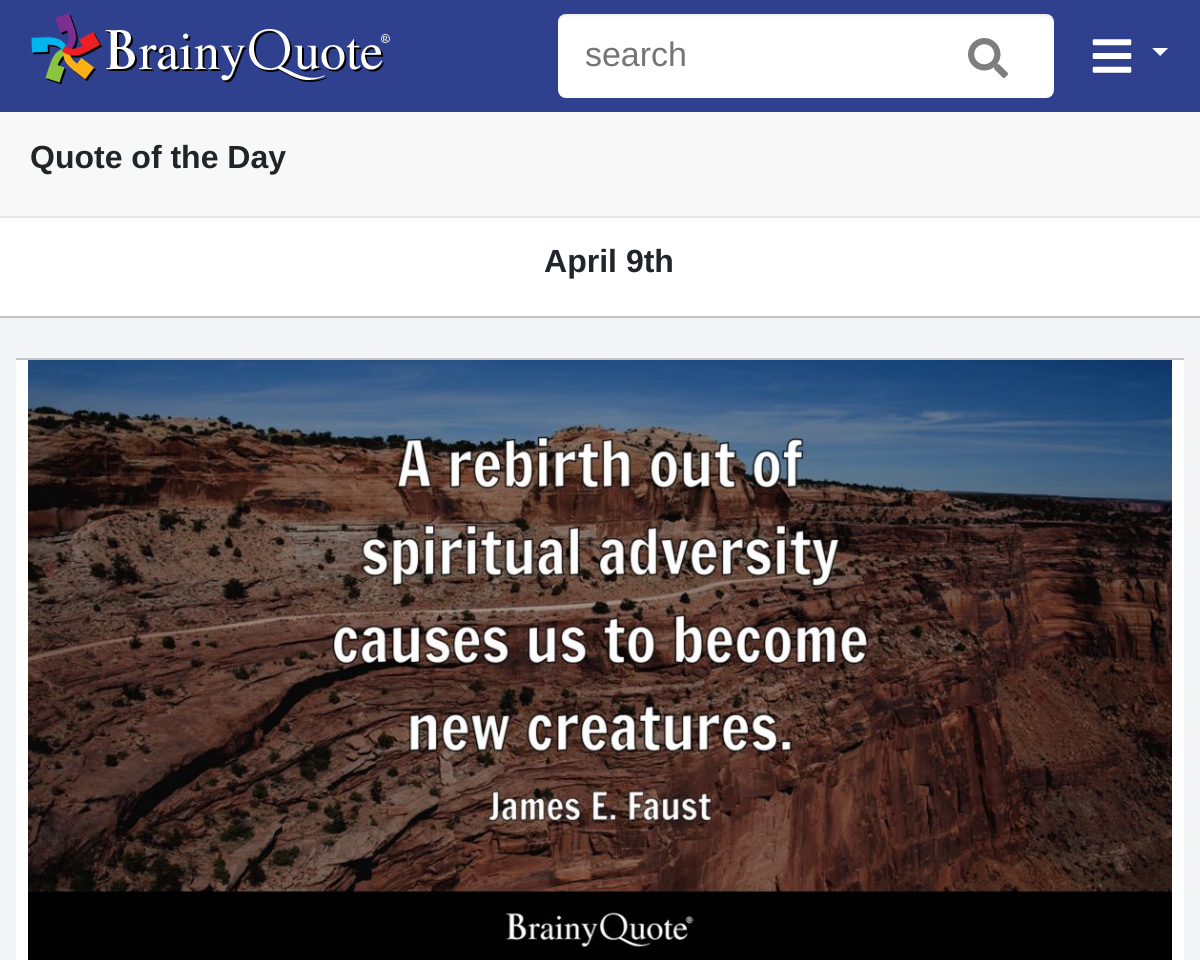 BrainyQuote®
search
Quote of the Day
April 9th
A rebirth out of
spiritual adversity
causes us to become
new creatures.
James E. Faust
BrainyQuote®